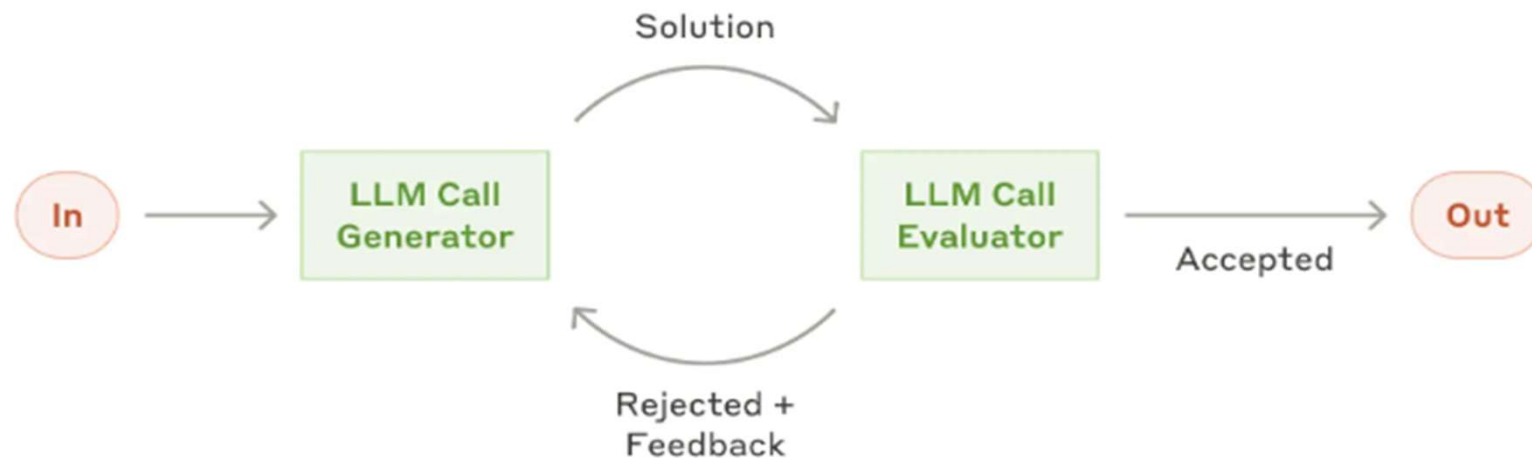 Solution
In
LLM Call
Generator
LLM Call
Evaluator
Accepted
Out
Rejected +
Feedback